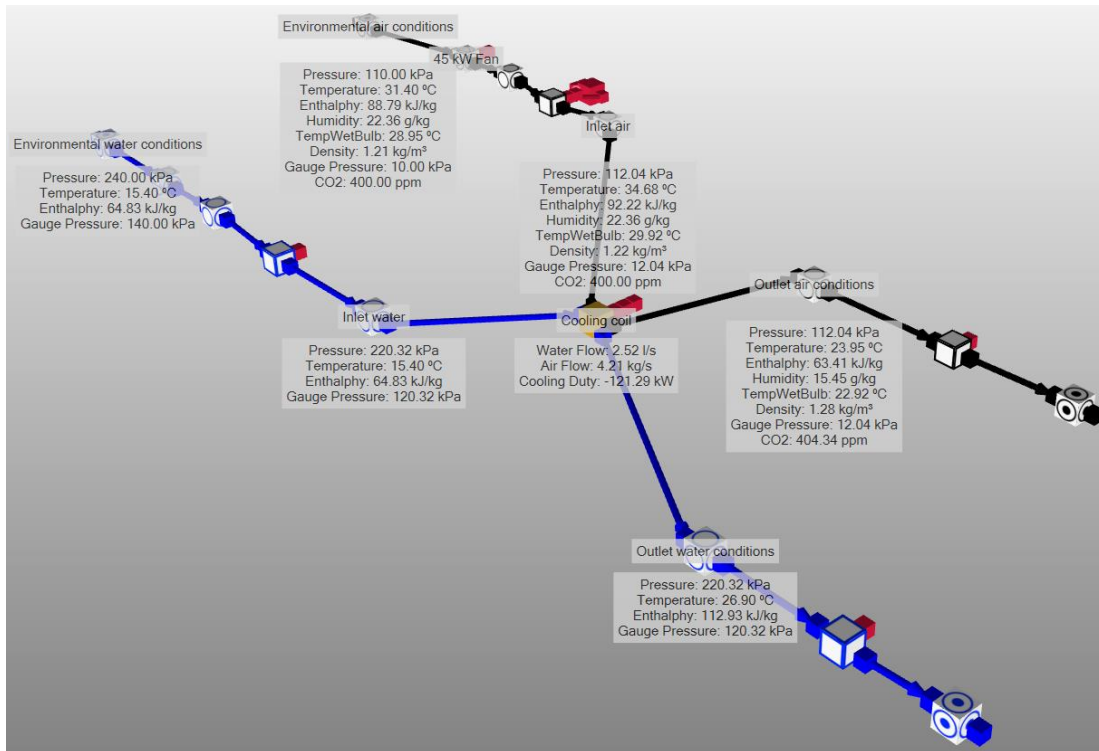 Environmental air conditions
45 kW Fan
Pressure: 110.00 kPa
Temperature: 31.40 ºC
Enthalphy: 88.79 kJ/kg
Humidity: 22.36 g/kg
TempWetBulb: 28.95 ºC
Density: 1.21 kg/m³
Gauge Pressure: 10.00 kPa
CO2: 400.00 ppm
Environmental water conditions
Pressure: 240.00 kPa
Temperature: 15.40 ºC
Enthalphy: 64.83 kJ/kg
Gauge Pressure: 140.00 kPa
Inlet air
Pressure: 112.04 kPa
Temperature: 34.68 ºC
Enthalphy: 92.22 kJ/kg
Humidity: 22.36 g/kg
TempWetBulb: 29.92 ºC
Density: 1.22 kg/m³
Gauge Pressure: 12.04 kPa
CO2: 400.00 ppm
Inlet water
Pressure: 220.32 kPa
Temperature: 15.40 ºC
Enthalphy: 64.83 kJ/kg
Gauge Pressure: 120.32 kPa
Cooling coil
Water Flow: 2.52 l/s
Air Flow: 4.21 kg/s
Cooling Duty: -121.29 kW
Outlet air conditions
Pressure: 112.04 kPa
Temperature: 23.95 ºC
Enthalphy: 63.41 kJ/kg
Humidity: 15.45 g/kg
TempWetBulb: 22.92 ºC
Density: 1.28 kg/m³
Gauge Pressure: 12.04 kPa
CO2: 404.34 ppm
Outlet water conditions
Pressure: 220.32 kPa
Temperature: 26.90 ºC
Enthalphy: 112.93 kJ/kg
Gauge Pressure: 120.32 kPa